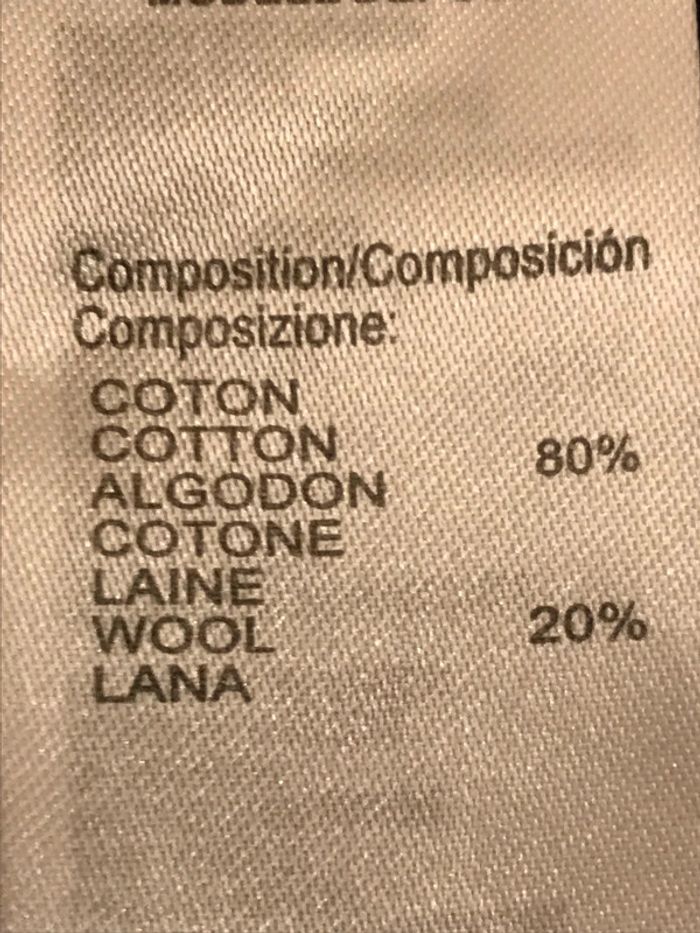 Composition/Composición
Composizione:
COTON
COTTON
ALGODON
COTONE
80%
LAINE
WOOL
LANA
20%